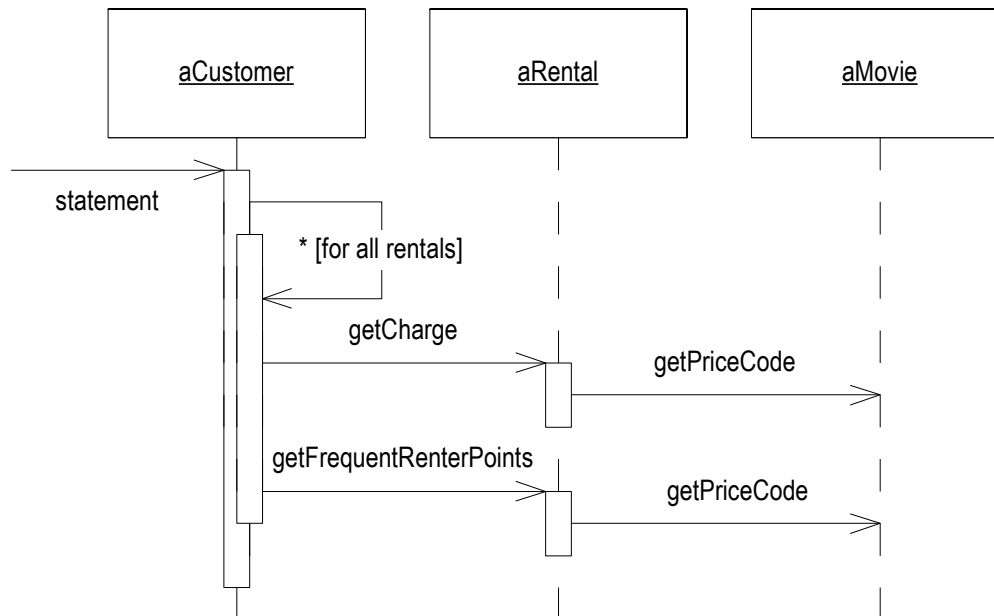 aCustomer
aRental
aMovie
statement
* [for all rentals]
getCharge
getPriceCode
getFrequentRenterPoints
getPriceCode